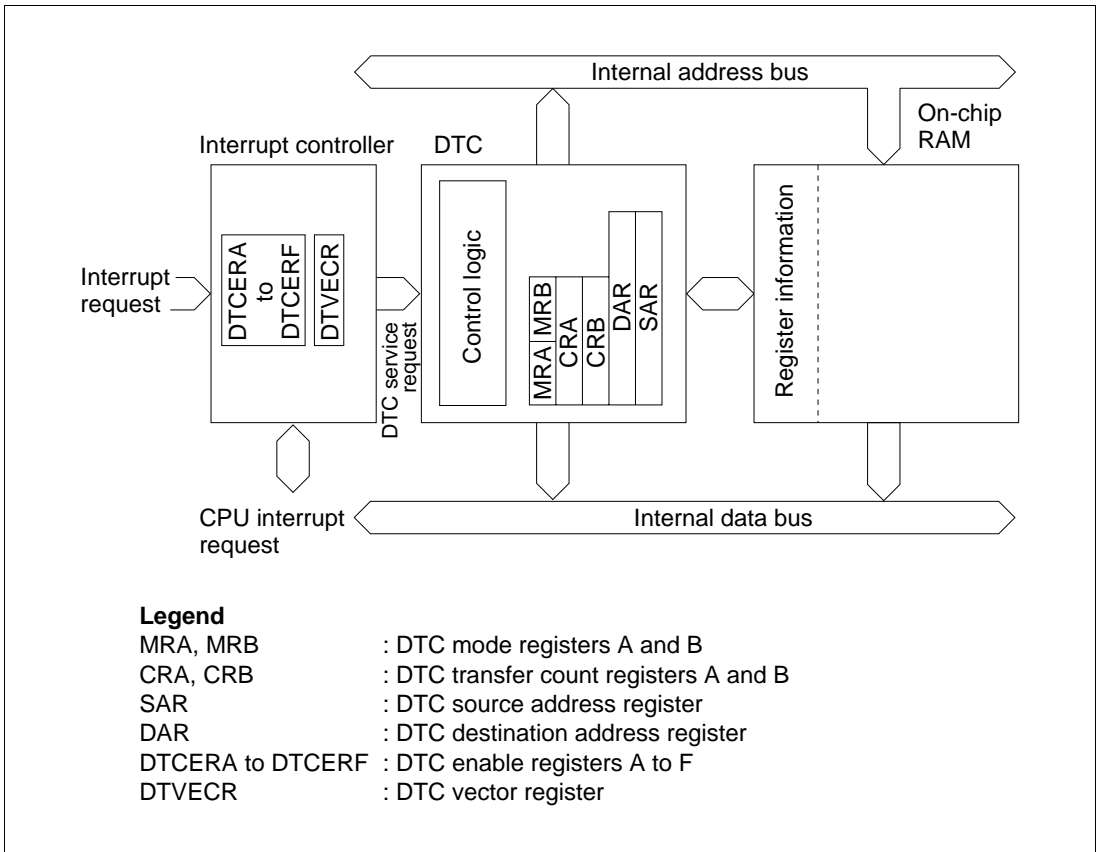 Internal address bus
On-chip
RAM
Interrupt controller
DTC
Interrupt
request
DTCERA
to
DTCERF
DTVECR
DTC service
request
Control logic
MRA
MRB
CRA
CRB
DAR
SAR
Register information
CPU interrupt
request
Internal data bus
Legend
MRA, MRB : DTC mode registers A and B
CRA, CRB : DTC transfer count registers A and B
SAR : DTC source address register
DAR : DTC destination address register
DTCERA to DTCERF : DTC enable registers A to F
DTVECR : DTC vector register